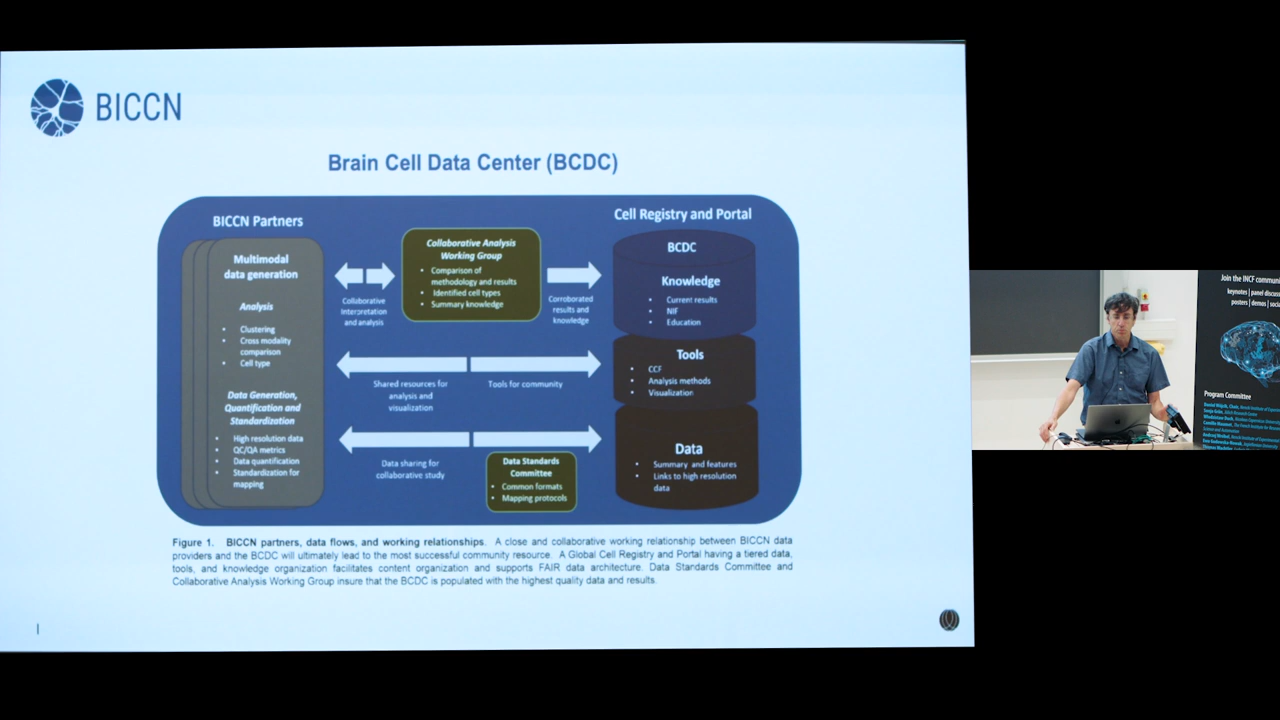 BICCN
Brain Cell Data Center (BCDC)
BICCN Partners
Multimodal
data generation
Analysis
• Clustering
• Cross modality
comparison
• Cell type
Data Generation,
Quantification and
Standardization
• High resolution data
• QC/QA metrics
• Data quantification
• Standardization for
mapping
Collaborative
Interpretation
and analysis
Collaborative Analysis
Working Group
• Comparison of
methodology and results
• Identified cell types
• Summary knowledge
Corroborated
results and
knowledge
Shared resources for
analysis and
visualization
Tools for community
Data sharing for
collaborative study
Data Standards
Committee
• Common formats
• Mapping protocols
Cell Registry and Portal
BCDC
Knowledge
• Current results
• NIF
• Education
Tools
• CCF
• Analysis methods
• Visualization
Data
• Summary and features
• Links to high resolution
data
Figure 1. BICCN partners, data flows, and working relationships. A close and collaborative working relationship between BICCN data
providers and the BCDC will ultimately lead to the most successful community resource. A Global Cell Registry and Portal having a tiered data,
tools, and knowledge organization facilitates content organization and supports FAIR data architecture. Data Standards Committee and
Collaborative Analysis Working Group insure that the BCDC is populated with the highest quality data and results.
Join the INCF communi
keynotes | panel discus
posters | demos | soci
Program Committee